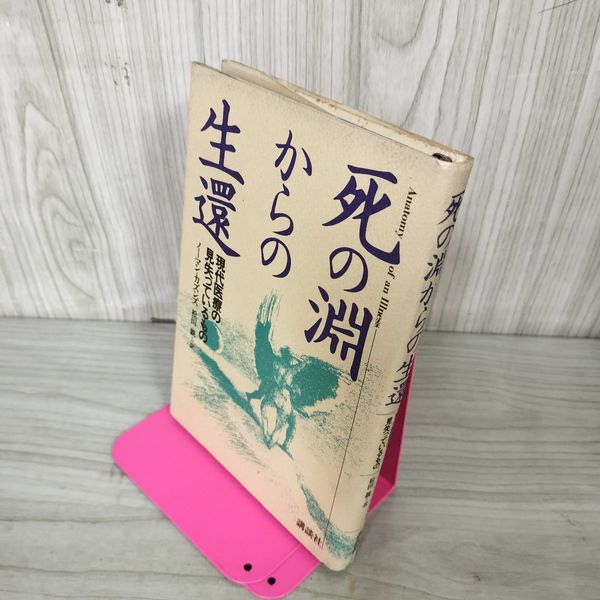 死の淵
からの
生還
Anatomy of an Illness
現代医療の
見失っているもの
ノーマン・カズンズ
講談社
死の淵からの生還